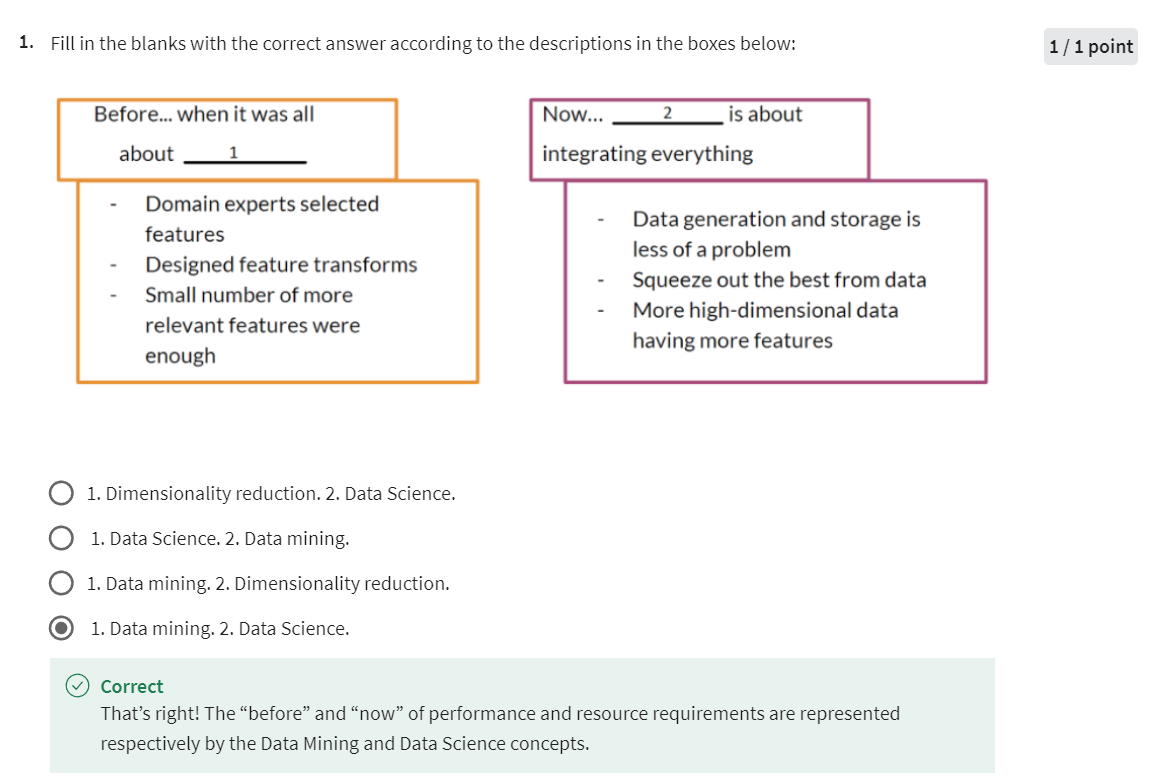 1. Fill in the blanks with the correct answer according to the descriptions in the boxes below:
1 / 1 point
Before... when it was all
about 1
- Domain experts selected
features
- Designed feature transforms
- Small number of more
relevant features were
enough
Now... 2 is about
integrating everything
- Data generation and storage is
less of a problem
- Squeeze out the best from data
- More high-dimensional data
having more features
1. Dimensionality reduction. 2. Data Science.
1. Data Science. 2. Data mining.
1. Data mining. 2. Dimensionality reduction.
1. Data mining. 2. Data Science.
Correct
That’s right! The “before” and “now” of performance and resource requirements are represented
respectively by the Data Mining and Data Science concepts.